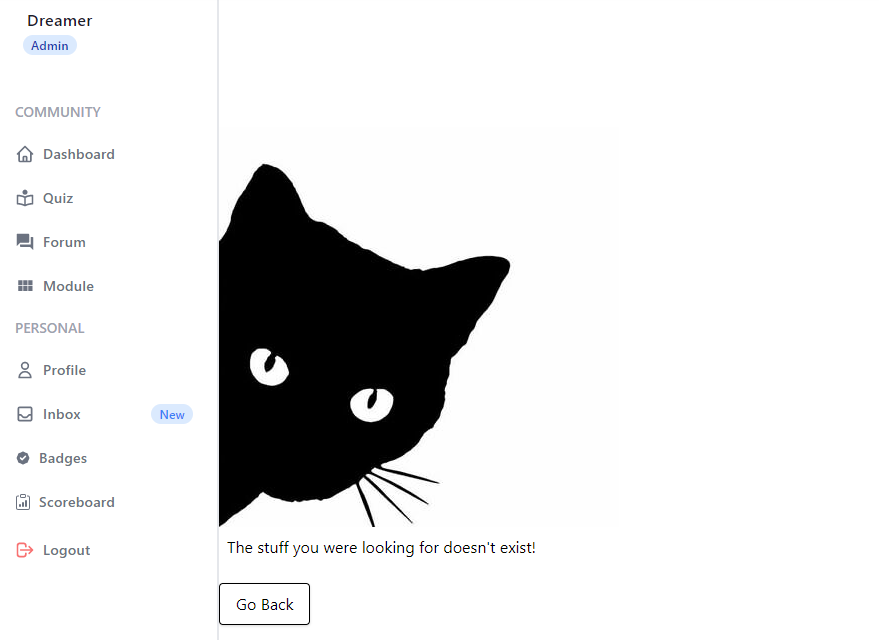 Dreamer
Admin
COMMUNITY
Dashboard
Quiz
Forum
Module
PERSONAL
Profile
Inbox New
Badges
Scoreboard
Logout
The stuff you were looking for doesn't exist!
Go Back